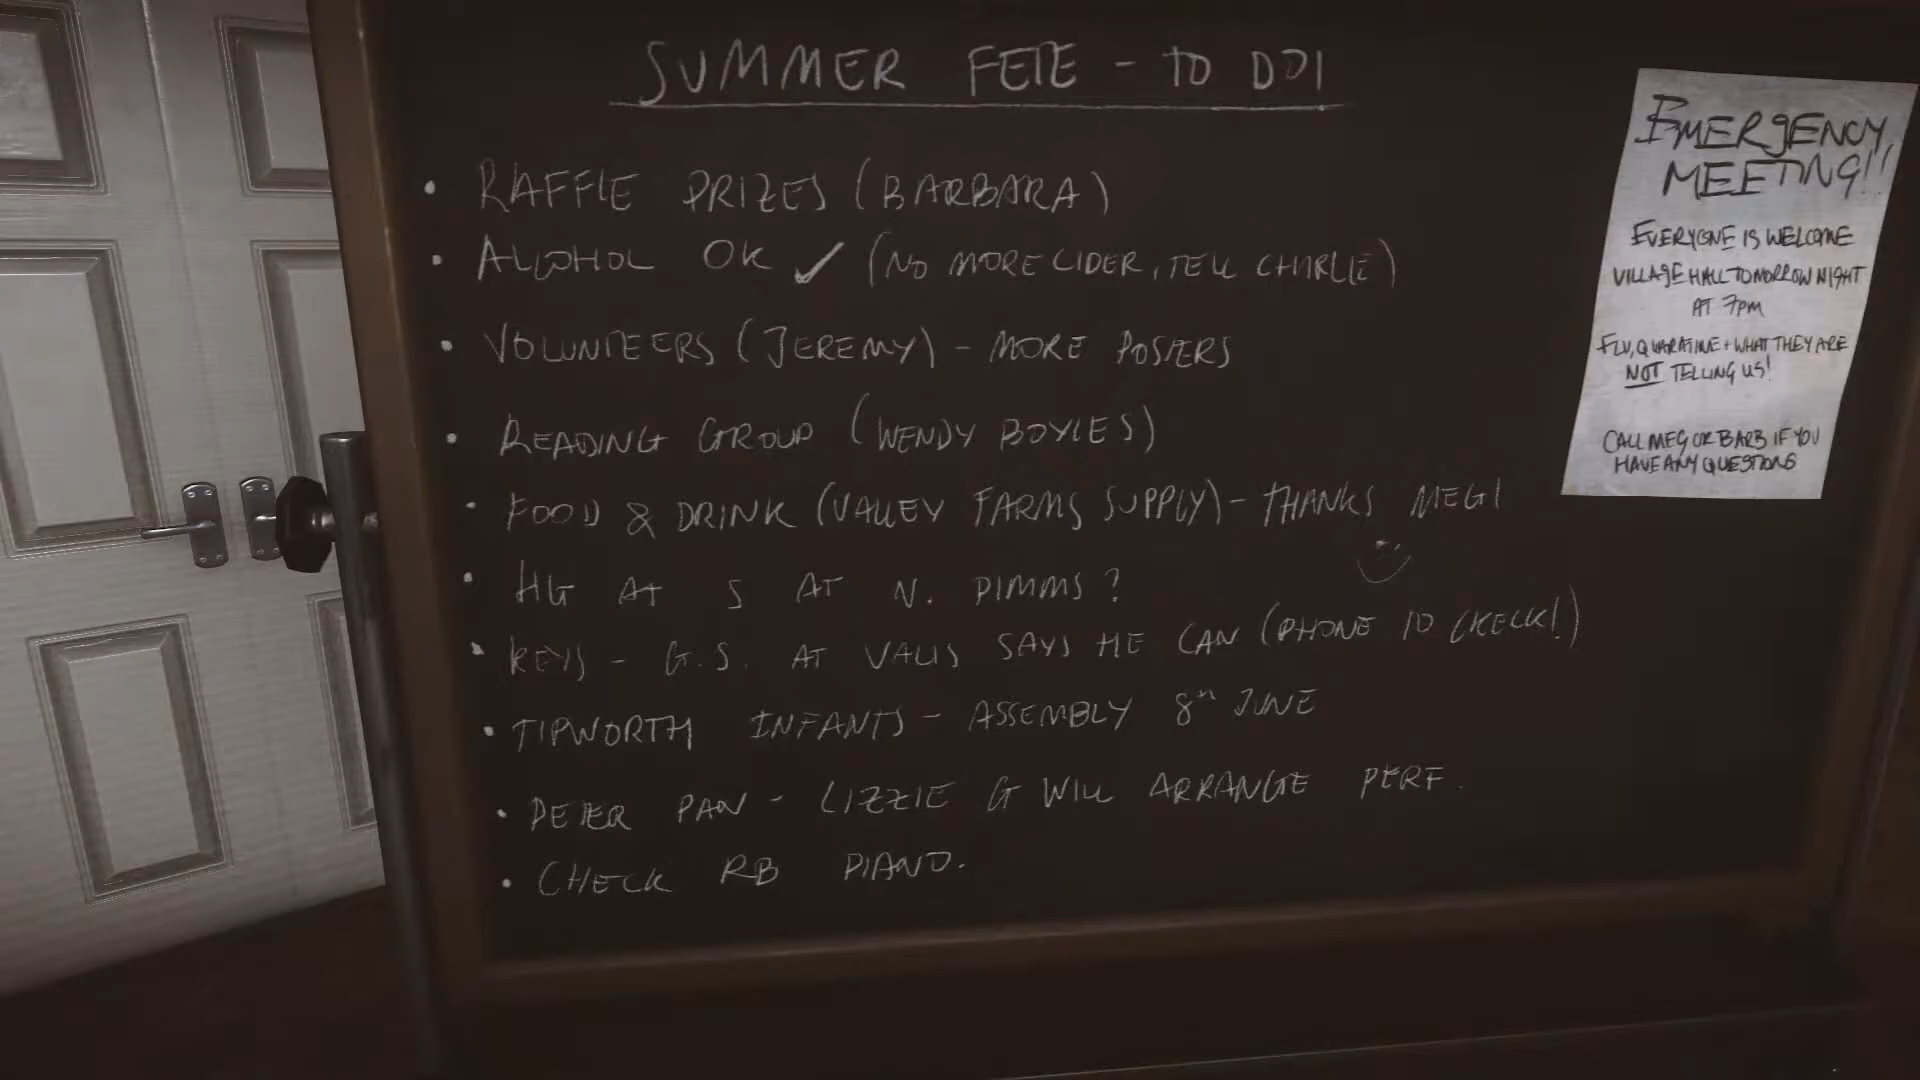 SUMMER FETE - TO DO!
• RAFFLE PRIZES (BARBARA)
• ALCOHOL OK ✓ (NO MORE CIDER, TELL CHARLIE)
• VOLUNTEERS (JEREMY) - MORE POSTERS
• READING GROUP (WENDY BOYLES)
• FOOD & DRINK (VALLEY FARMS SUPPLY) - THANKS MEG!
• HG AT S AT N. PIMMS?
• KEYS - G.S. AT VALIS SAYS HE CAN (PHONE TO CHECK!)
• TIPWORTH INFANTS - ASSEMBLY 8TH JUNE
• PETER PAN - LIZZIE G WILL ARRANGE PERF.
• CHECK RB PIANO.
EMERGENCY
MEETING!!
EVERYONE IS WELCOME
VILLAGE HALL TOMORROW NIGHT
AT 7PM
FLU, QUARATINE + WHAT THEY ARE
NOT TELLING US!
CALL MEG OR BARB IF YOU
HAVE ANY QUESTIONS